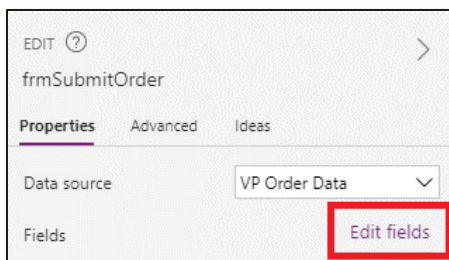 EDIT ?
frmSubmitOrder
Properties Advanced Ideas
Data source VP Order Data
Fields Edit fields